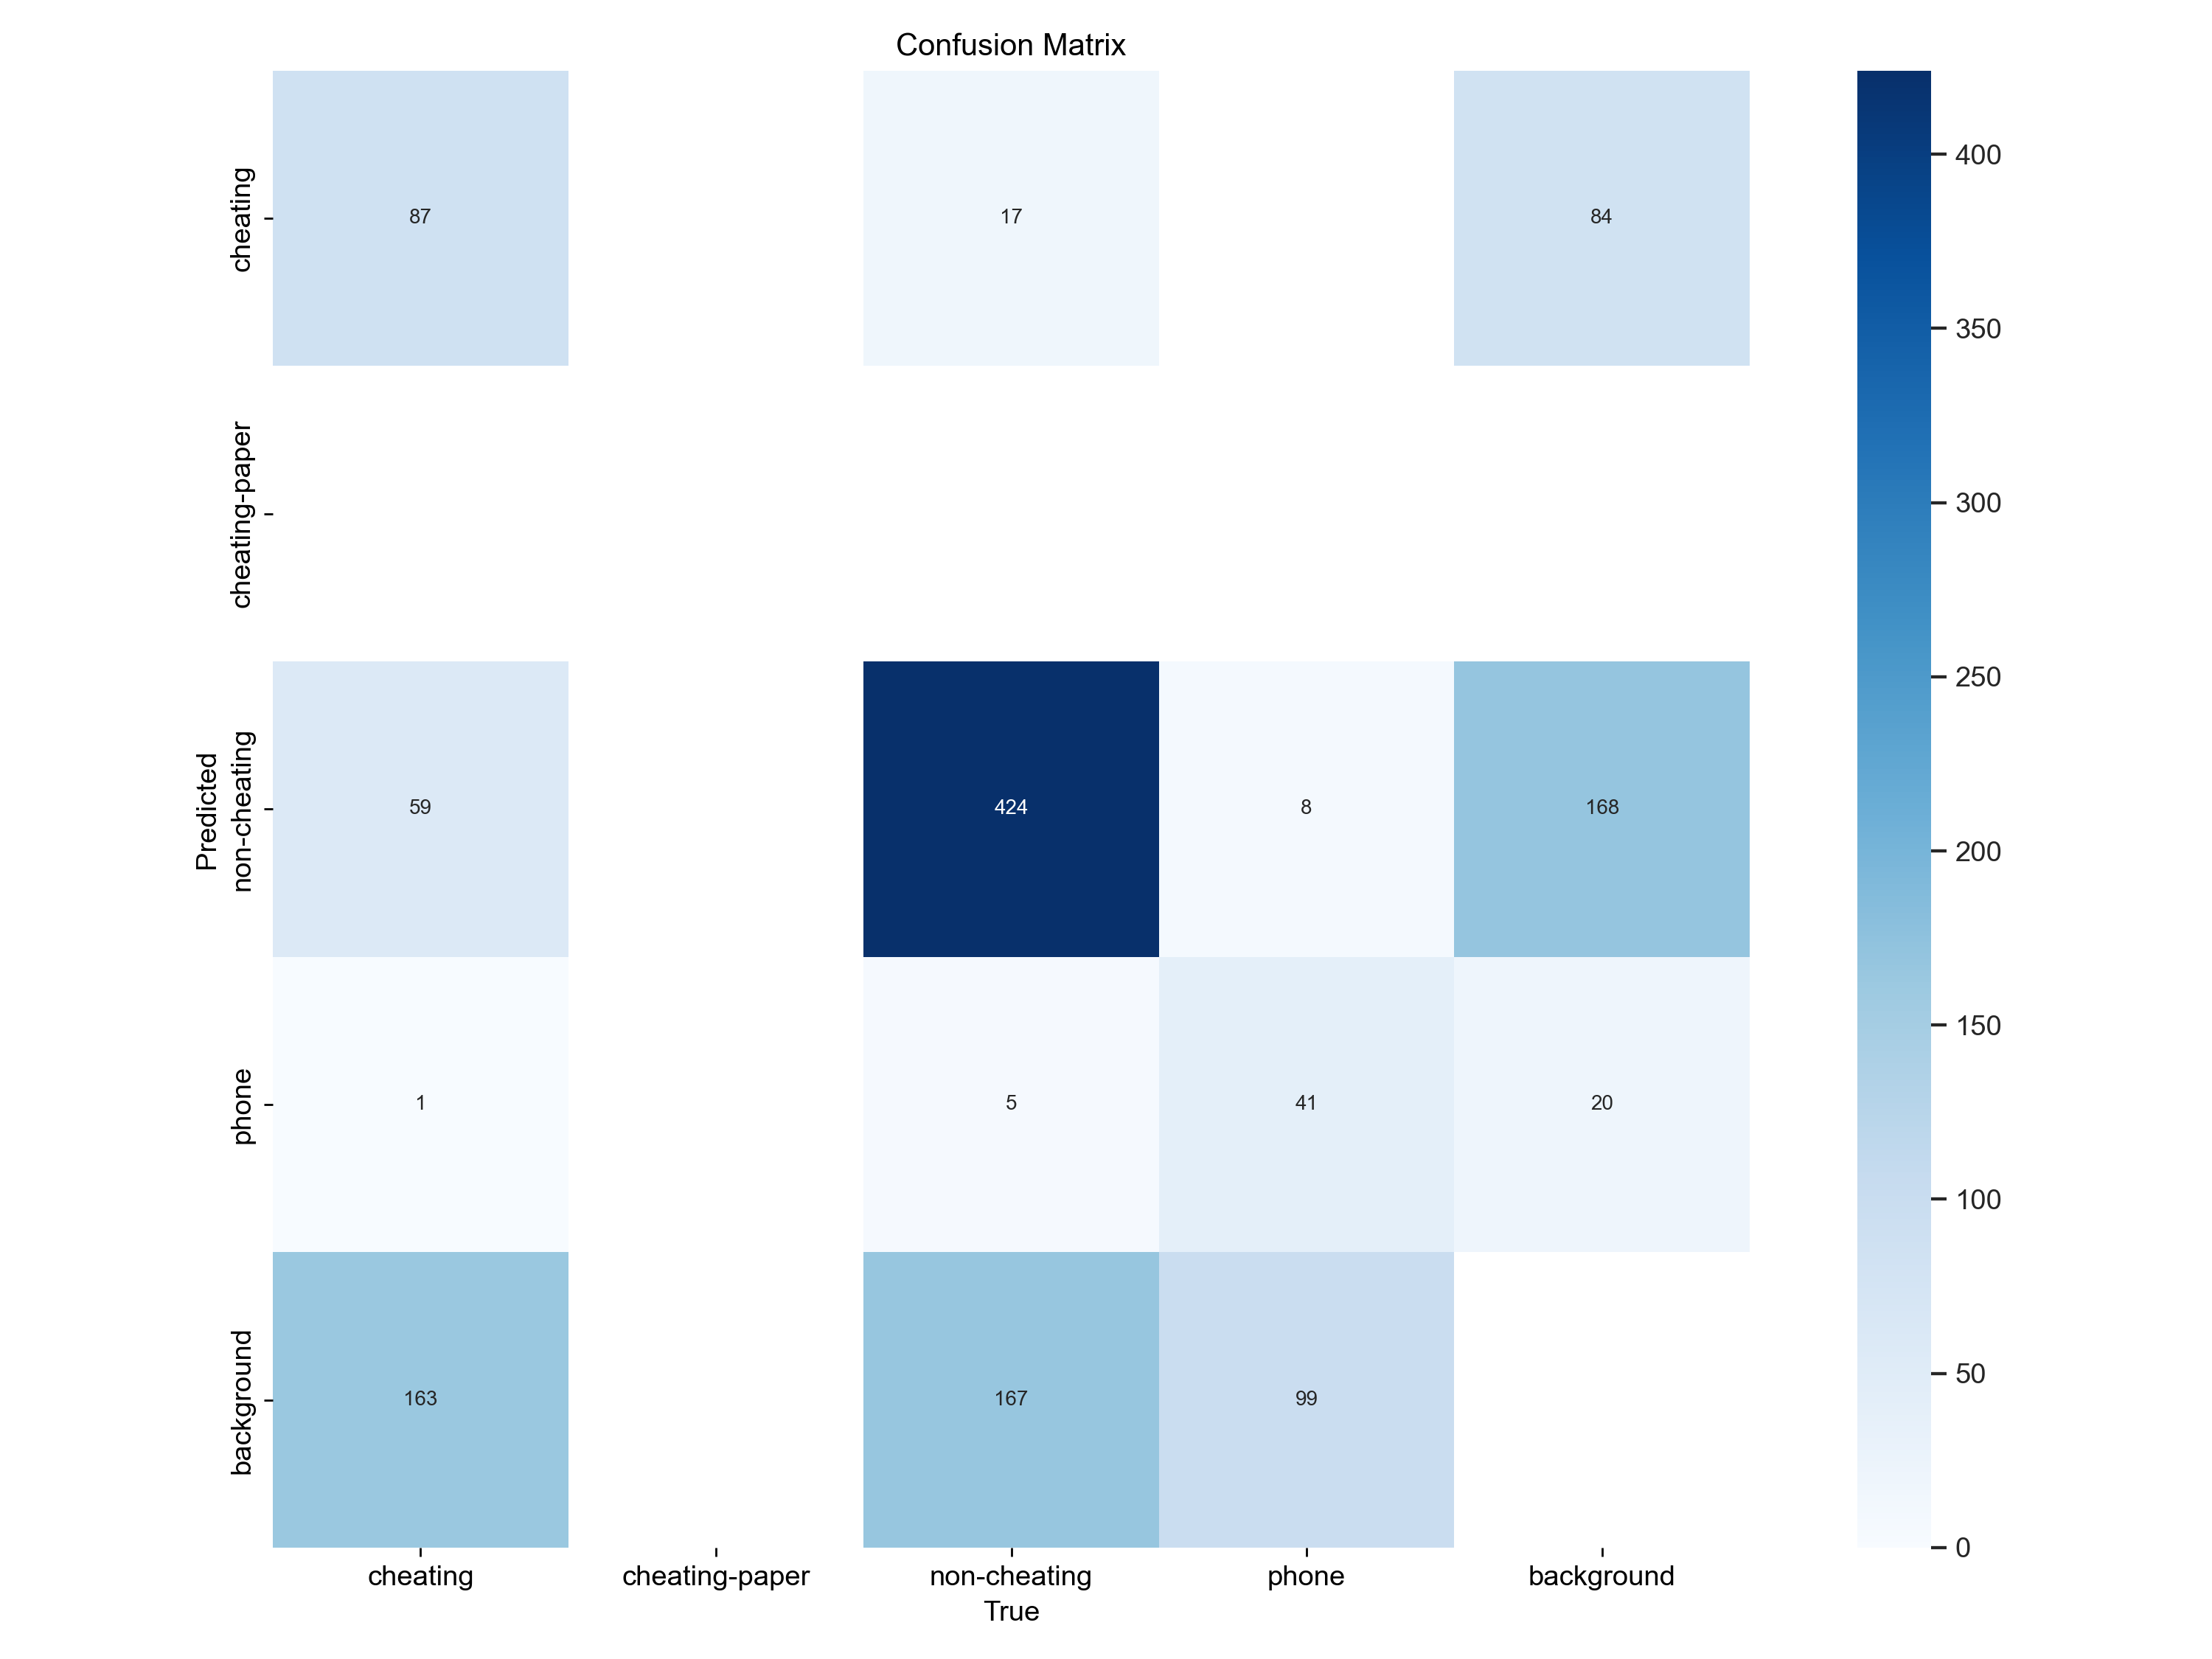 Confusion Matrix
cheating
87
17
84
400
350
cheating-paper
300
250
Predicted
non-cheating
59
424
8
168
200
150
phone
1
5
41
20
100
50
background
163
167
99
0
cheating
cheating-paper
non-cheating
phone
background
True